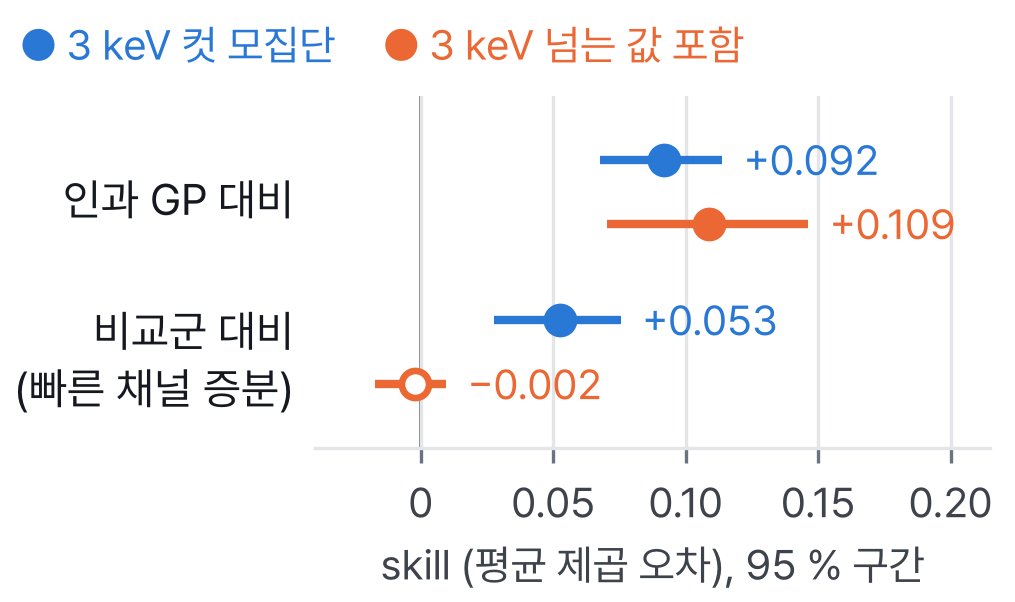 3 keV 컷 모집단 3 keV 넘는 값 포함
인과 GP 대비
+0.092
+0.109
비교군 대비
(빠른 채널 증분)
+0.053
−0.002
0 0.05 0.10 0.15 0.20
skill (평균 제곱 오차), 95 % 구간